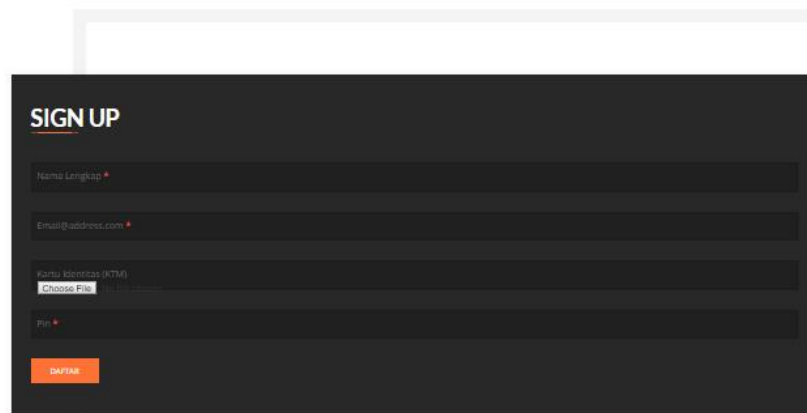 SIGN UP
Nama Lengkap *
Email@address.com *
Kartu Identitas (KTM)
Choose File
Pin *
DAFTAR